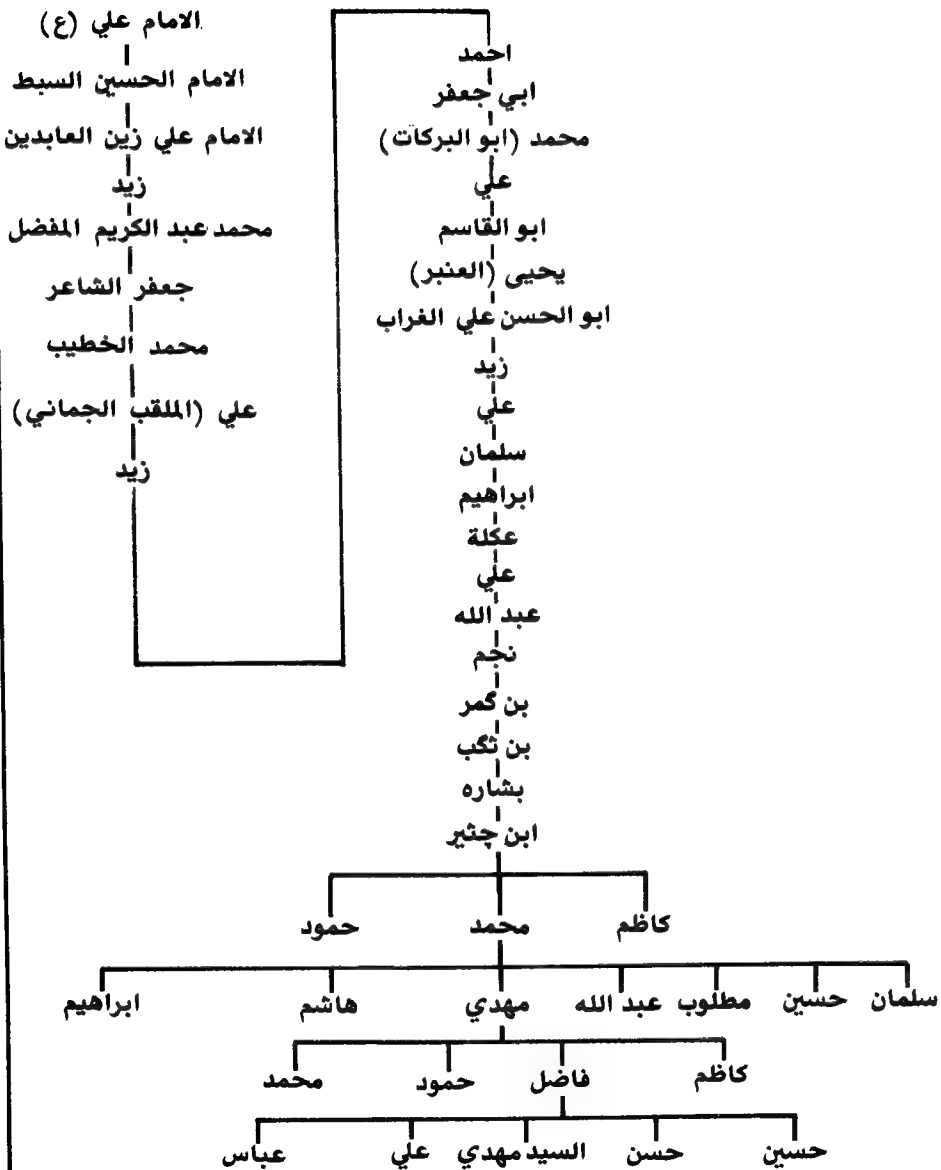 الامام علي (ع)
الامام الحسين السبط
الامام علي زين العابدين
زيد
محمد عبد الكريم المفضل
جعفر الشاعر
محمد الخطيب
علي (الملقب الجماني)
زيد
احمد
ابي جعفر
محمد (ابو البركات)
علي
ابو القاسم
يحيى (العنبر)
ابو الحسن علي الغراب
زيد
علي
سلمان
ابراهيم
عكلة
علي
عبد الله
نجم
بن گمر
بن ثگب
بشاره
ابن چثير
كاظم محمد حمود
سلمان حسين مطلوب عبد الله مهدي هاشم ابراهيم
كاظم فاضل حمود محمد
حسين حسن السيد مهدي علي عباس